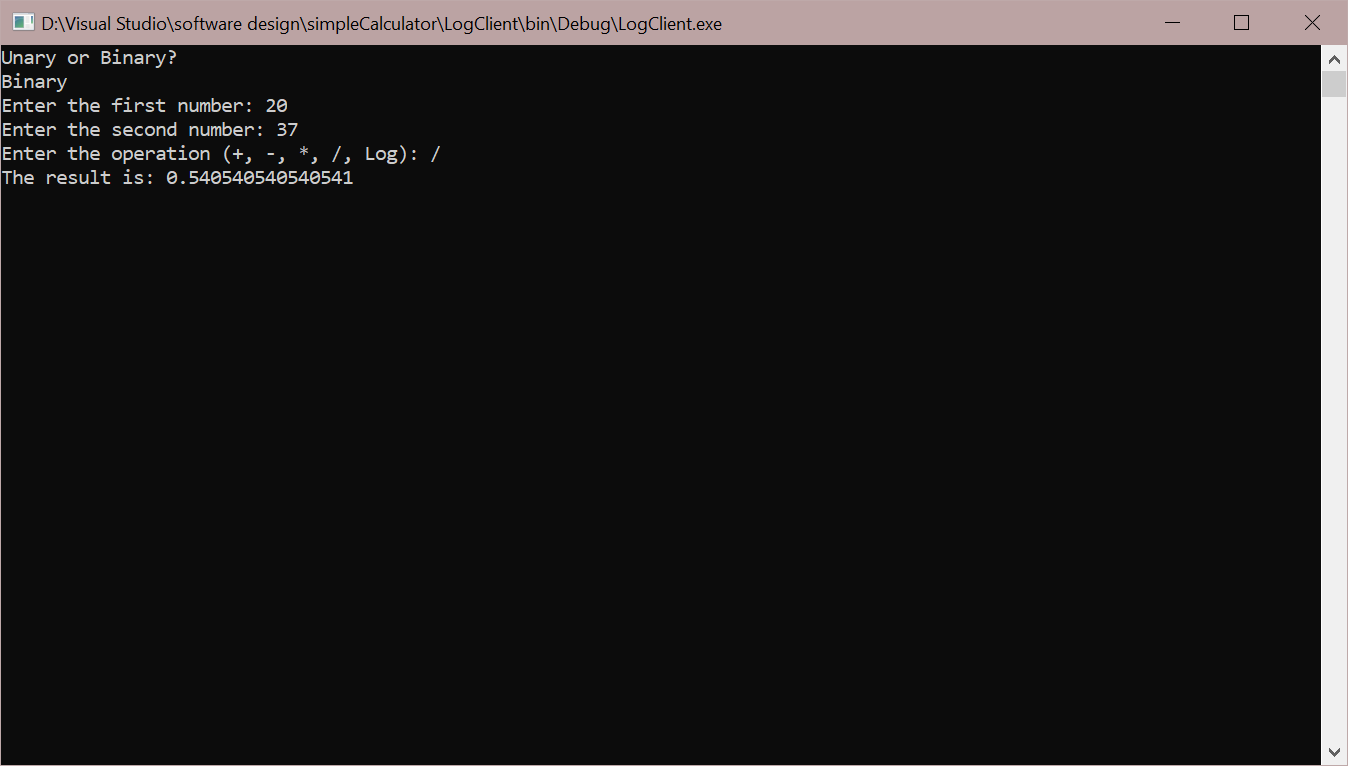 D:\Visual Studio\software design\simpleCalculator\LogClient\bin\Debug\LogClient.exe
Unary or Binary?
Binary
Enter the first number: 20
Enter the second number: 37
Enter the operation (+, -, *, /, Log): /
The result is: 0.540540540540541